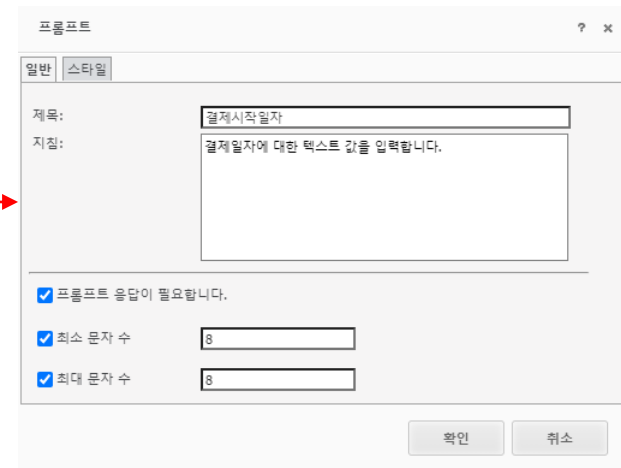 프롬프트 ? ×
일반 스타일
제목: 결제시작일자
지침: 결제일자에 대한 텍스트 값을 입력합니다.
프롬프트 응답이 필요합니다.
최소 문자 수 8
최대 문자 수 8
확인 취소